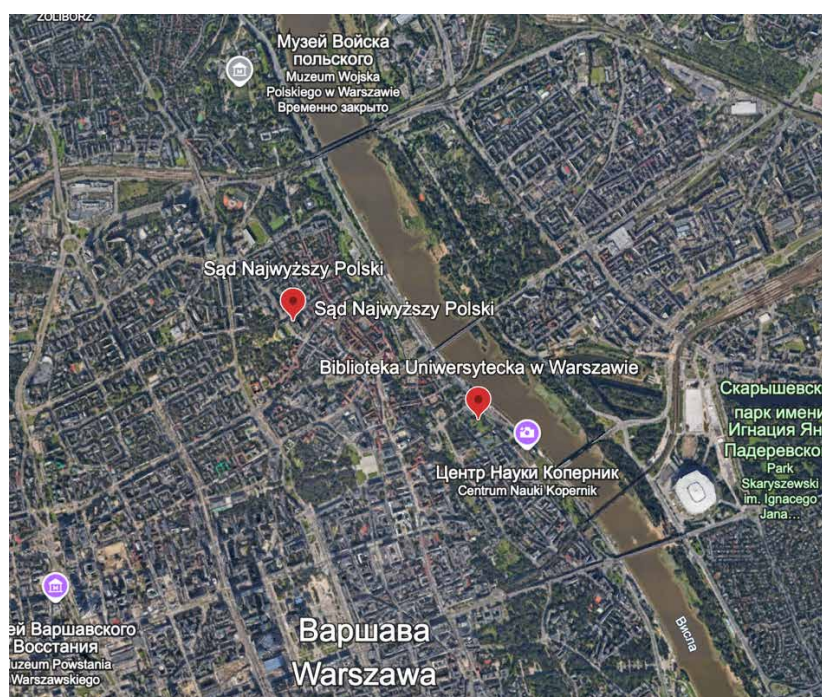 ŻOLIBORZ
Музей Войска
польского
Muzeum Wojska
Polskiego w Warszawie
Временно закрыто
Sąd Najwyższy Polski
Sąd Najwyższy Polski
Biblioteka Uniwersytecka w Warszawie
Скарышевск
парк имени
Игнация Ян
Падеревско
Park
Skaryszewski
im. Ignacego
Jana...
Центр Науки Коперник
Centrum Nauki Kopernik
ей Варшавского
Восстания
uzeum Powstania
Warszawskiego
Варшава
Warszawa
Висла